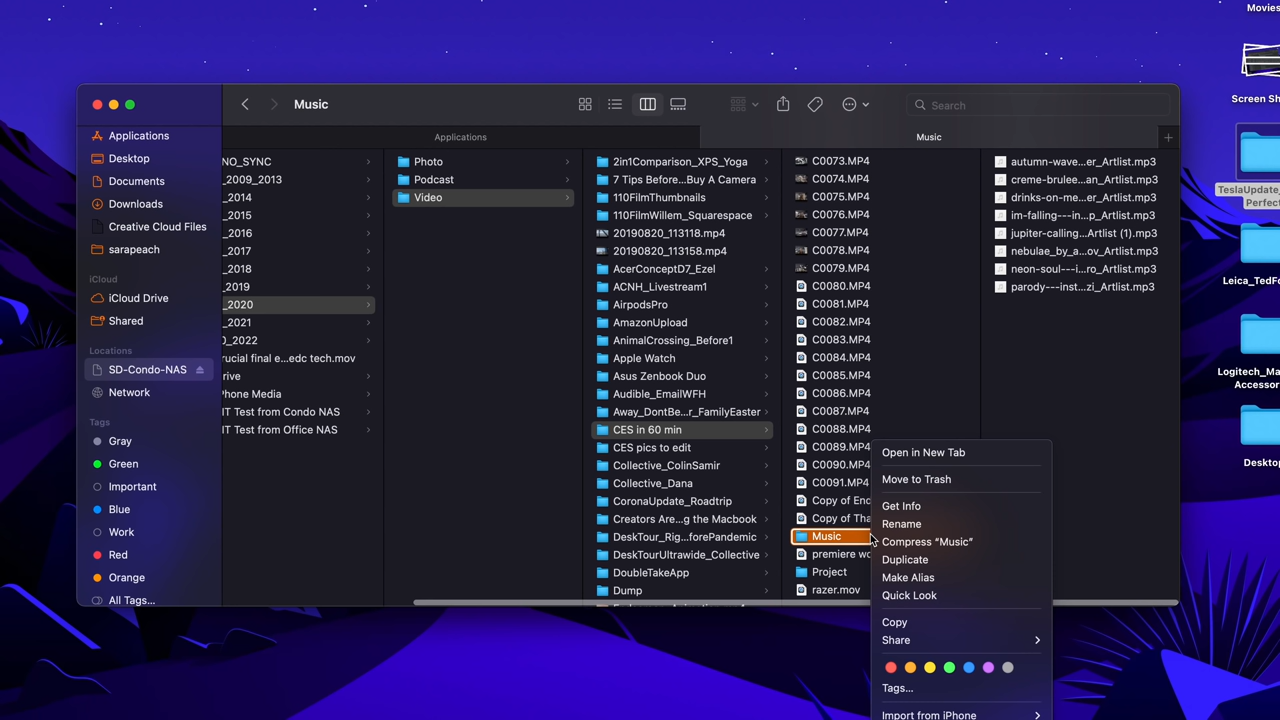 Movies
Screen Sh
TeslaUpdate_
Perfect
Leica_TedFo
Logitech_Ma
Accessor
Desktop
Music
Search
Applications
Music
Applications
Desktop
Documents
Downloads
Creative Cloud Files
sarapeach
iCloud
iCloud Drive
Shared
Locations
SD-Condo-NAS
Network
Tags
Gray
Green
Important
Blue
Work
Red
Orange
All Tags...
NO_SYNC
_2009_2013
_2014
_2015
_2016
_2017
_2018
_2019
_2020
_2021
_2022
rucial final e...edc tech.mov
rive
Phone Media
IT Test from Condo NAS
IT Test from Office NAS
Photo
Podcast
Video
2in1Comparison_XPS_Yoga
7 Tips Before...Buy A Camera
110FilmThumbnails
110FilmWillem_Squarespace
20190820_113118.mp4
20190820_113158.mp4
AcerConceptD7_Ezel
ACNH_Livestream1
AirpodsPro
AmazonUpload
AnimalCrossing_Before1
Apple Watch
Asus Zenbook Duo
Audible_EmailWFH
Away_DontBe...r_FamilyEaster
CES in 60 min
CES pics to edit
Collective_ColinSamir
Collective_Dana
CoronaUpdate_Roadtrip
Creators Are...g the Macbook
DeskTour_Rig...forePandemic
DeskTourUltrawide_Collective
DoubleTakeApp
Dump
C0073.MP4
C0074.MP4
C0075.MP4
C0076.MP4
C0077.MP4
C0078.MP4
C0079.MP4
C0080.MP4
C0081.MP4
C0082.MP4
C0083.MP4
C0084.MP4
C0085.MP4
C0086.MP4
C0087.MP4
C0088.MP4
C0089.MP4
C0090.MP4
C0091.MP4
Copy of Enc
Copy of Tha
Music
premiere wo
Project
razer.mov
autumn-wave...er_Artlist.mp3
creme-brulee...an_Artlist.mp3
drinks-on-me...er_Artlist.mp3
im-falling---in...p_Artlist.mp3
jupiter-calling...Artlist (1).mp3
nebulae_by_a...ov_Artlist.mp3
neon-soul---i...ro_Artlist.mp3
parody---inst...zi_Artlist.mp3
Open in New Tab
Move to Trash
Get Info
Rename
Compress “Music”
Duplicate
Make Alias
Quick Look
Copy
Share
Tags...
Import from iPhone